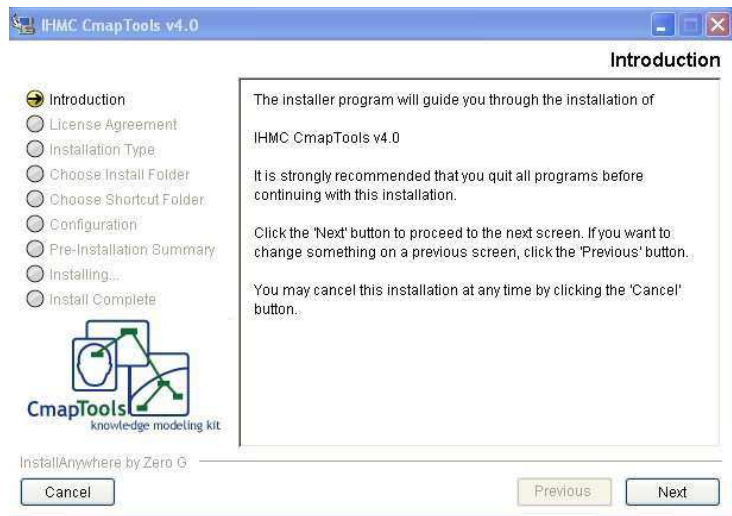 IHMC CmapTools v4.0
Introduction
Introduction
License Agreement
Installation Type
Choose Install Folder
Choose Shortcut Folder
Configuration
Pre-Installation Summary
Installing...
Install Complete
The installer program will guide you through the installation of
IHMC CmapTools v4.0
It is strongly recommended that you quit all programs before
continuing with this installation.
Click the 'Next' button to proceed to the next screen. If you want to
change something on a previous screen, click the 'Previous' button.
You may cancel this installation at any time by clicking the 'Cancel'
button.
CmapTools
knowledge modeling kit
InstallAnywhere by Zero G
Cancel
Previous
Next